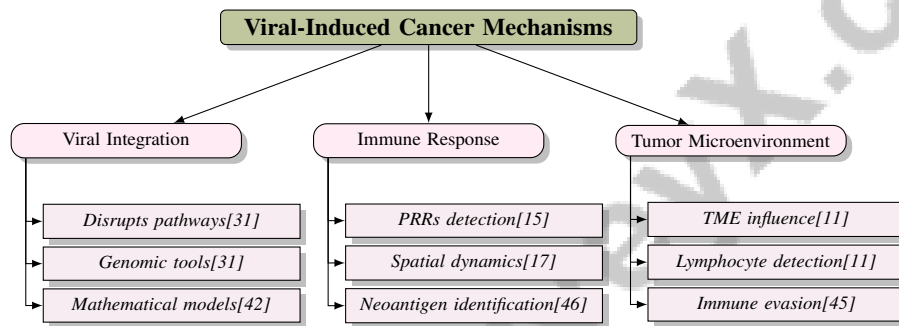 Viral-Induced Cancer Mechanisms
Viral Integration
Disrupts pathways[31]
Genomic tools[31]
Mathematical models[42]
Immune Response
PRRs detection[15]
Spatial dynamics[17]
Neoantigen identification[46]
Tumor Microenvironment
TME influence[11]
Lymphocyte detection[11]
Immune evasion[45]